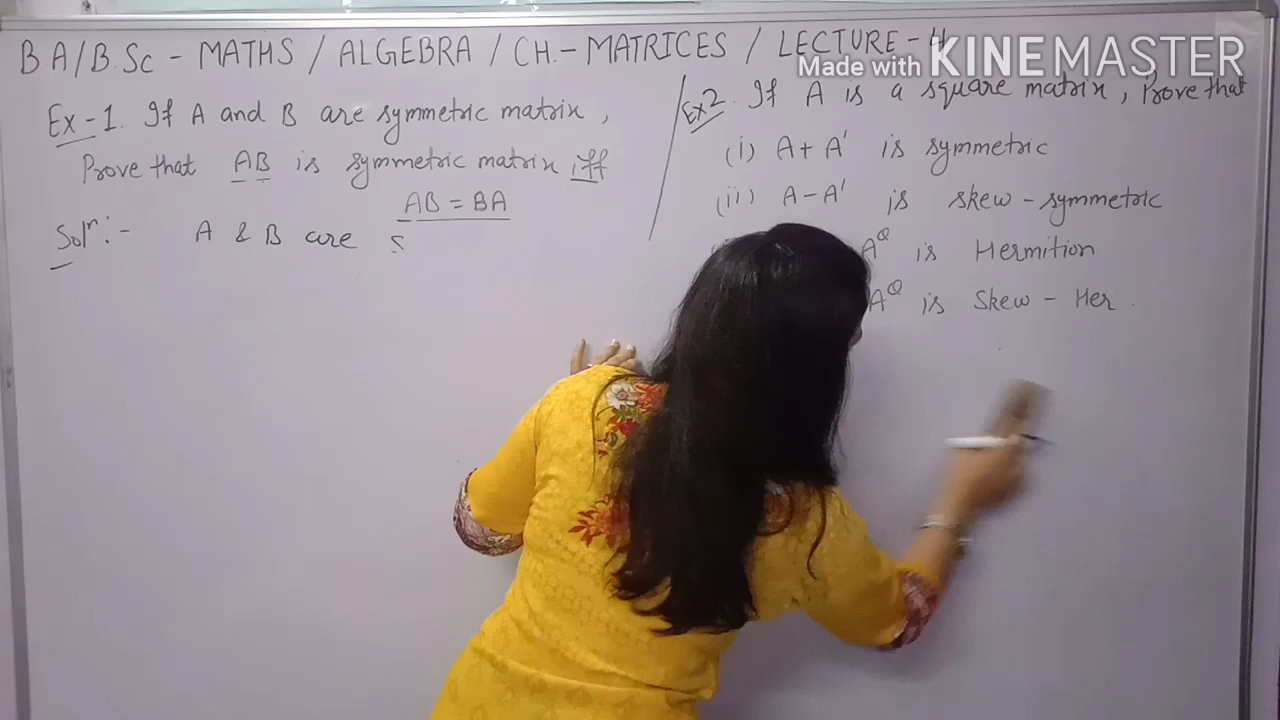 BA/B.Sc - MATHS / ALGEBRA / CH.- MATRICES / LECTURE - 4
Made with KINEMASTER
Ex-1. If A and B are symmetric matrix,
Prove that AB is symmetric matrix iff
AB = BA
Solⁿ:- A & B are s
Ex2. If A is a square matrix, Prove that
(i) A+A' is symmetric
(ii) A-A' is skew-symmetric
A^Q is Hermition
A^Q is Skew-Her.